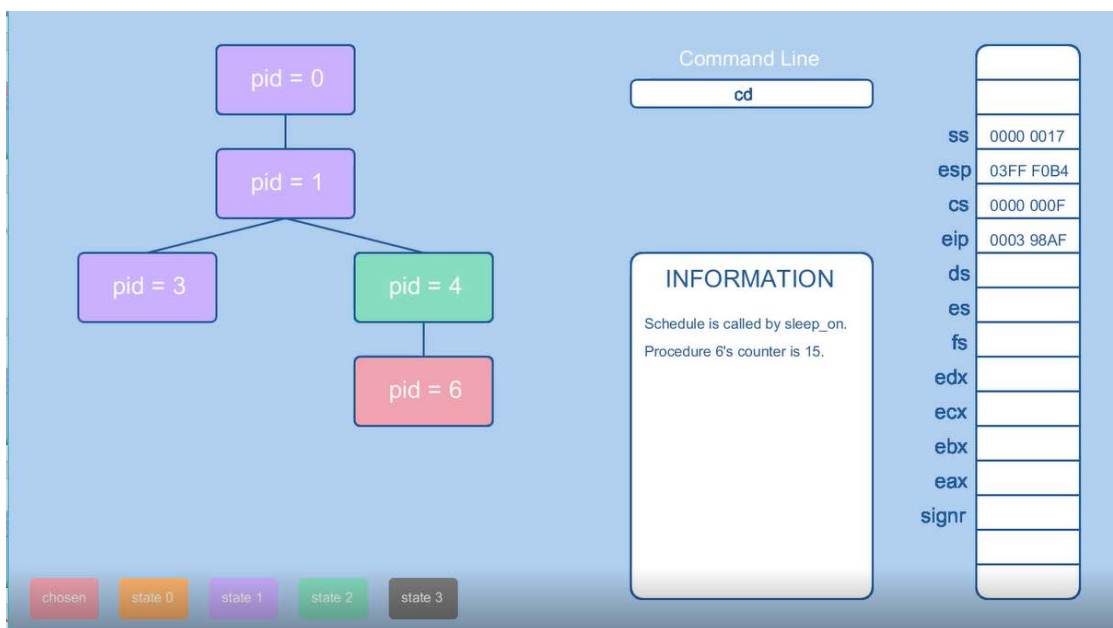 pid = 0
pid = 1
pid = 3
pid = 4
pid = 6
Command Line
cd
INFORMATION
Schedule is called by sleep_on.
Procedure 6's counter is 15.
ss 0000 0017
esp 03FF F0B4
cs 0000 000F
eip 0003 98AF
ds
es
fs
edx
ecx
ebx
eax
signr
chosen
state 0
state 1
state 2
state 3